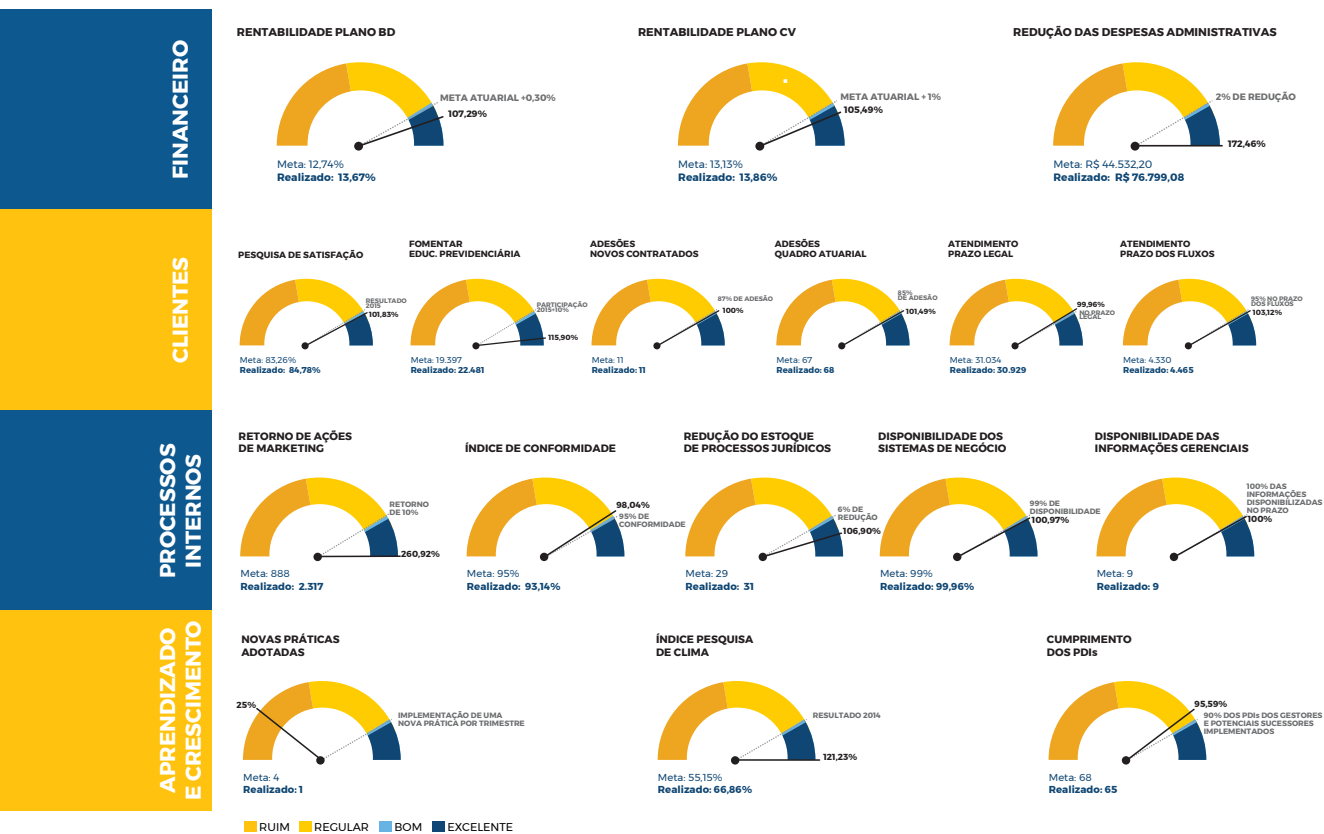 FINANCEIRO
RENTABILIDADE PLANO BD
META ATUARIAL +0,30%
107,29%
Meta: 12,74%
Realizado: 13,67%
RENTABILIDADE PLANO CV
META ATUARIAL + 1%
105,49%
Meta: 13,13%
Realizado: 13,86%
REDUÇÃO DAS DESPESAS ADMINISTRATIVAS
2% DE REDUÇÃO
172,46%
Meta: R$ 44.532,20
Realizado: R$ 76.799,08
CLIENTES
PESQUISA DE SATISFAÇÃO
RESULTADO
2015
101,83%
Meta: 83,26%
Realizado: 84,78%
FOMENTAR
EDUC. PREVIDENCIÁRIA
PARTICIPAÇÃO
2015+10%
115,90%
Meta: 19.397
Realizado: 22.481
ADESÕES
NOVOS CONTRATADOS
87% DE ADESÃO
100%
Meta: 11
Realizado: 11
ADESÕES
QUADRO ATUARIAL
85%
DE ADESÃO
101,49%
Meta: 67
Realizado: 68
ATENDIMENTO
PRAZO LEGAL
99,96%
NO PRAZO
LEGAL
Meta: 31.034
Realizado: 30.929
ATENDIMENTO
PRAZO DOS FLUXOS
95% NO PRAZO
DOS FLUXOS
103,12%
Meta: 4.330
Realizado: 4.465
PROCESSOS
INTERNOS
RETORNO DE AÇÕES
DE MARKETING
RETORNO
DE 10%
260,92%
Meta: 888
Realizado: 2.317
ÍNDICE DE CONFORMIDADE
98,04%
95% DE
CONFORMIDADE
Meta: 95%
Realizado: 93,14%
REDUÇÃO DO ESTOQUE
DE PROCESSOS JURÍDICOS
6% DE
REDUÇÃO
106,90%
Meta: 29
Realizado: 31
DISPONIBILIDADE DOS
SISTEMAS DE NEGÓCIO
99% DE
DISPONIBILIDADE
100,97%
Meta: 99%
Realizado: 99,96%
DISPONIBILIDADE DAS
INFORMAÇÕES GERENCIAIS
100% DAS
INFORMAÇÕES
DISPONIBILIZADAS
NO PRAZO
100%
Meta: 9
Realizado: 9
APRENDIZADO
E CRESCIMENTO
NOVAS PRÁTICAS
ADOTADAS
25%
IMPLEMENTAÇÃO DE UMA
NOVA PRÁTICA POR TRIMESTRE
Meta: 4
Realizado: 1
ÍNDICE PESQUISA
DE CLIMA
RESULTADO 2014
121,23%
Meta: 55,15%
Realizado: 66,86%
CUMPRIMENTO
DOS PDIs
95,59%
90% DOS PDIs DOS GESTORES
E POTENCIAIS SUCESSORES
IMPLEMENTADOS
Meta: 68
Realizado: 65
RUIM REGULAR BOM EXCELENTE